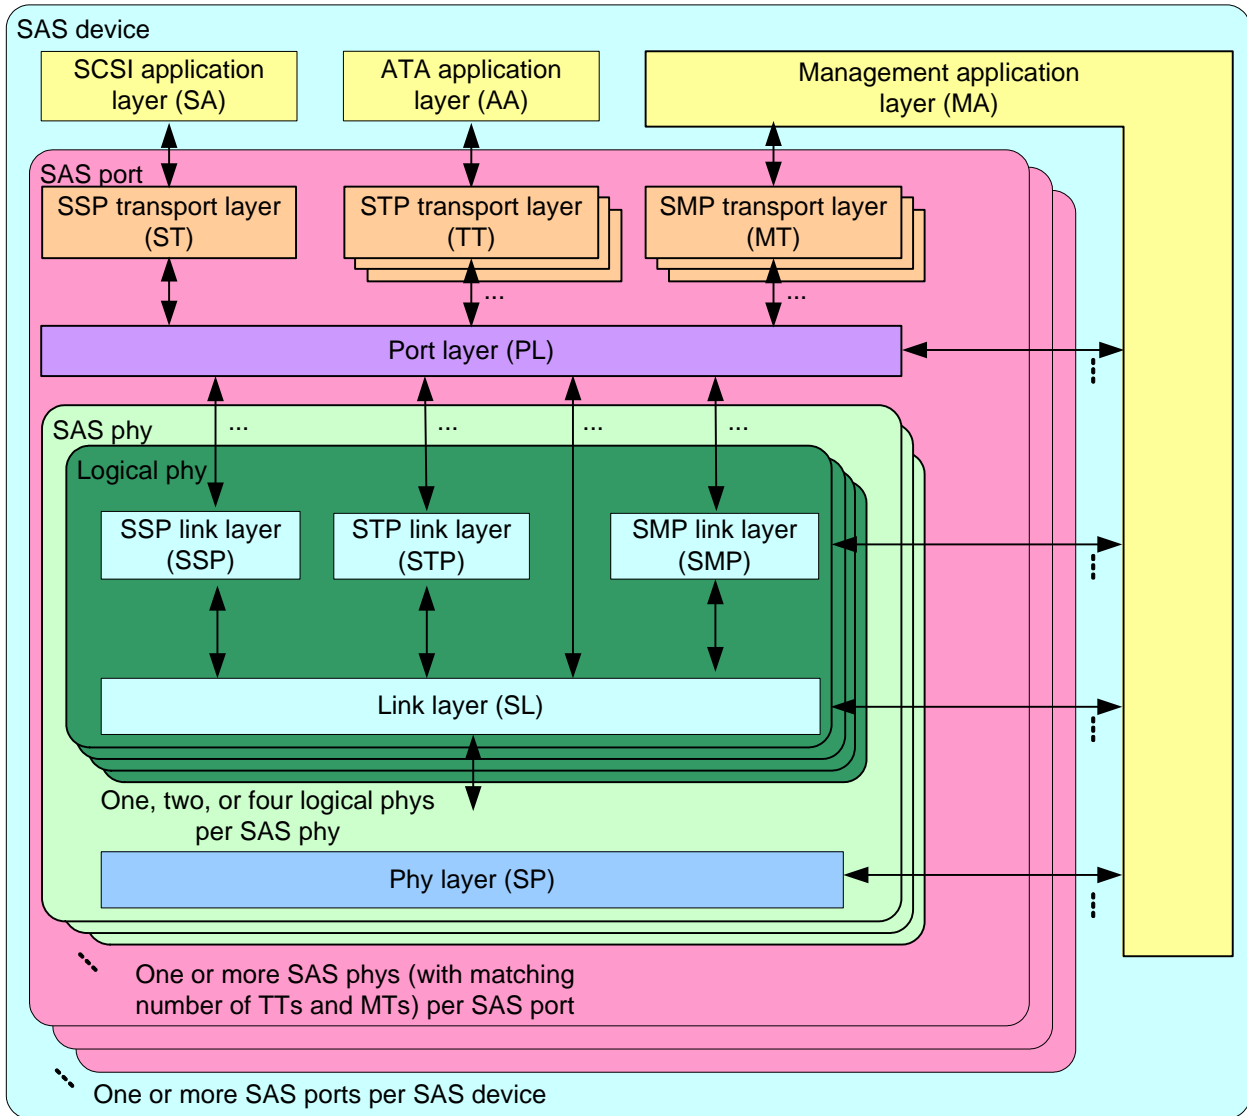 SAS device
SCSI application
layer (SA)
ATA application
layer (AA)
Management application
layer (MA)
SAS port
SSP transport layer
(ST)
STP transport layer
(TT)
SMP transport layer
(MT)
...
...
Port layer (PL)
SAS phy
...
...
...
...
Logical phy
SSP link layer
(SSP)
STP link layer
(STP)
SMP link layer
(SMP)
Link layer (SL)
One, two, or four logical phys
per SAS phy
Phy layer (SP)
One or more SAS phys (with matching
number of TTs and MTs) per SAS port
One or more SAS ports per SAS device